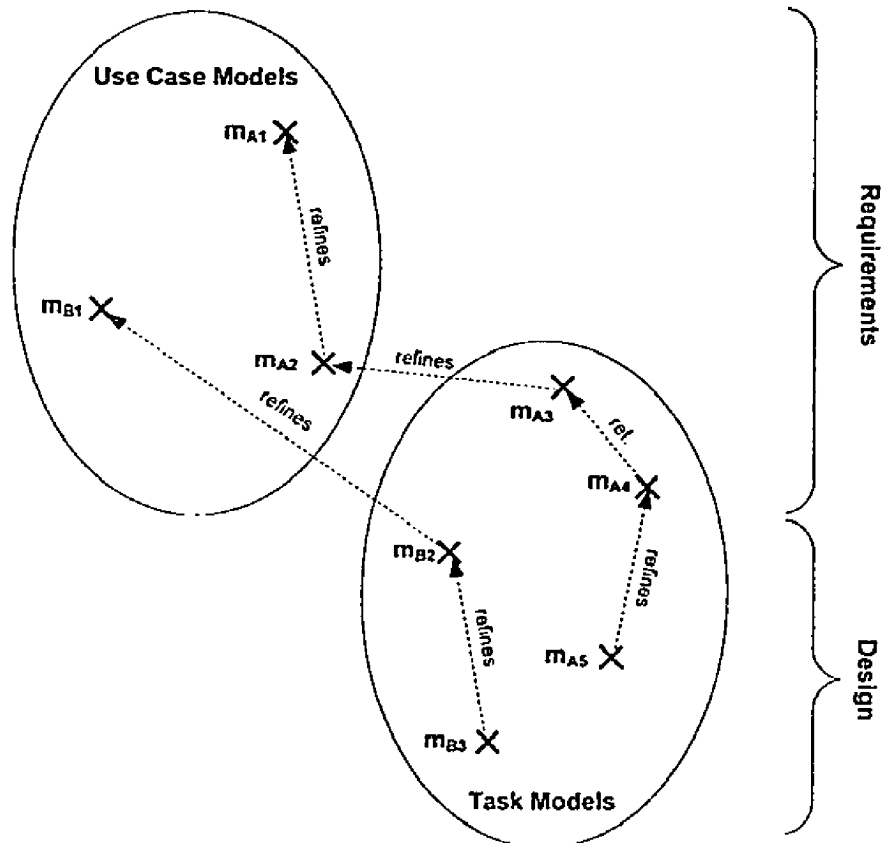 Use Case Models
mA1
refines
mB1
mA2
refines
refines
mA3
ref.
mA4
mB2
refines
refines
mA5
mB3
Task Models
Requirements
Design